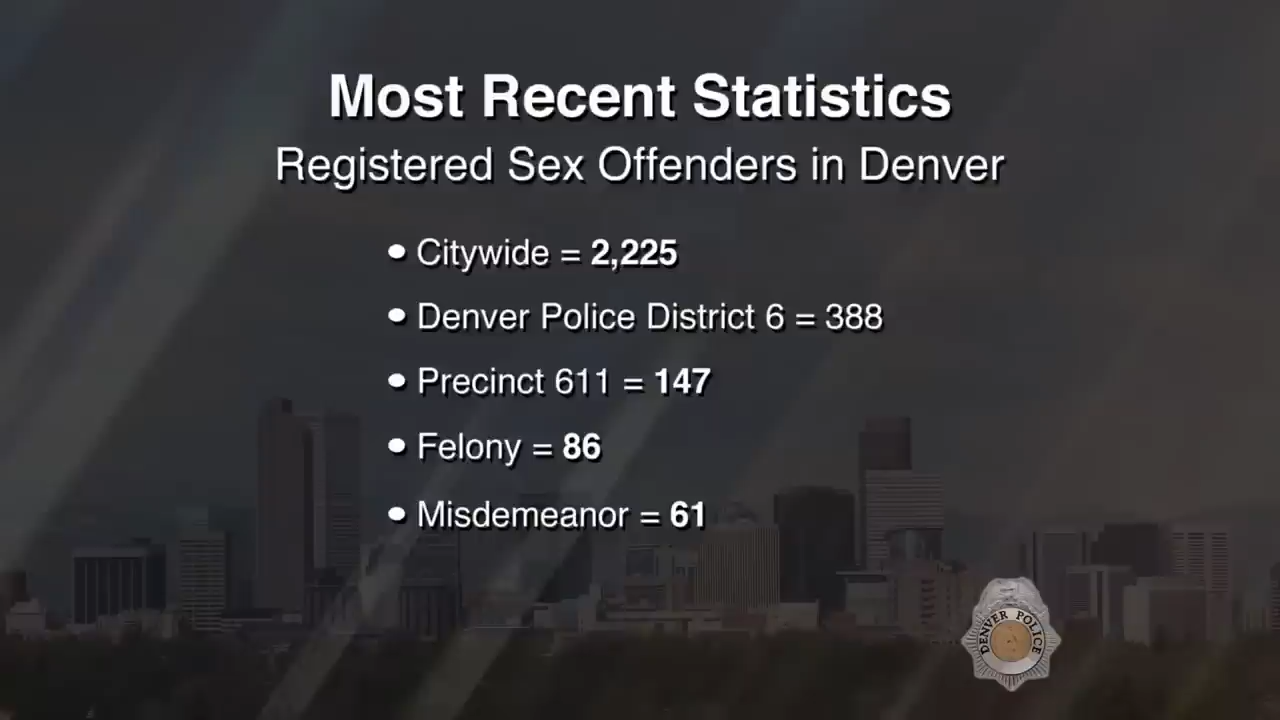 Most Recent Statistics
Registered Sex Offenders in Denver
• Citywide = 2,225
• Denver Police District 6 = 388
• Precinct 611 = 147
• Felony = 86
• Misdemeanor = 61
DENVER POLICE